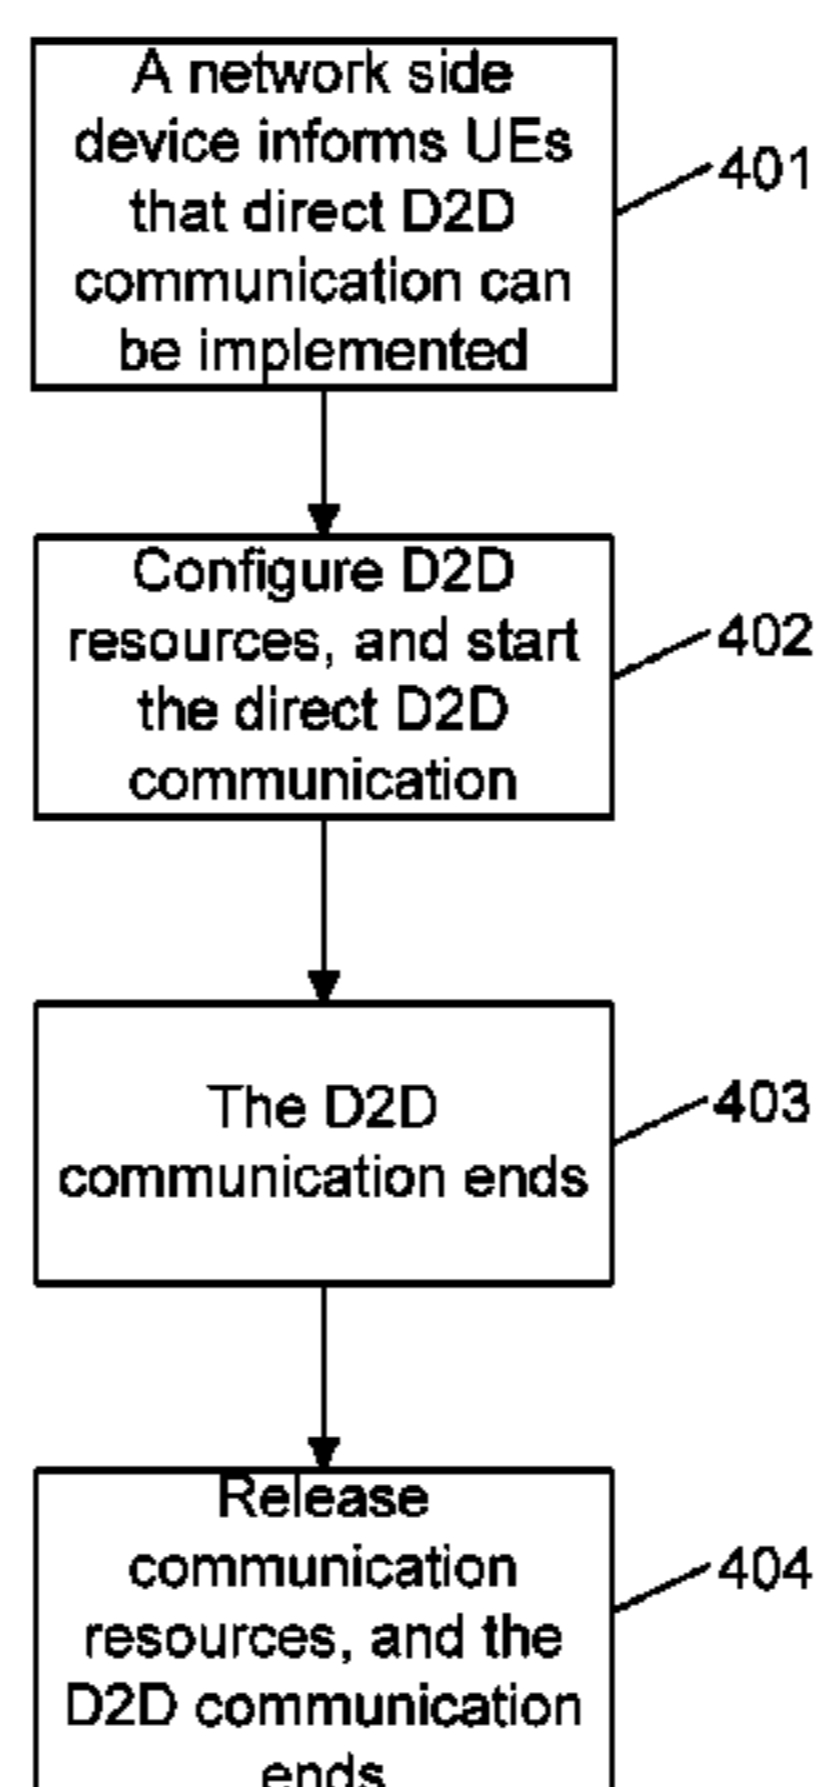 A network side
device informs UEs
that direct D2D
communication can
be implemented
401
Configure D2D
resources, and start
the direct D2D
communication
402
The D2D
communication ends
403
Release
communication
resources, and the
D2D communication
ends
404